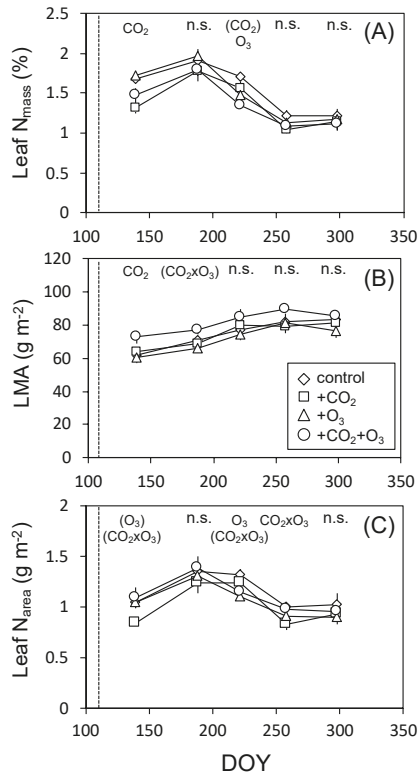 CO₂ n.s. (CO₂) n.s. n.s. (A)
O₃
2.5
2
1.5
1
0.5
0
Leaf N_mass (%)
100 150 200 250 300 350
CO₂ (CO₂xO₃) n.s. n.s. n.s. (B)
120
100
80
60
40
20
0
LMA (g m⁻²)
control
+CO₂
+O₃
+CO₂+O₃
100 150 200 250 300 350
(O₃) n.s. O₃ CO₂xO₃ n.s. (C)
(CO₂xO₃) (CO₂xO₃)
2
1.5
1
0.5
0
Leaf N_area (g m⁻²)
100 150 200 250 300 350
DOY